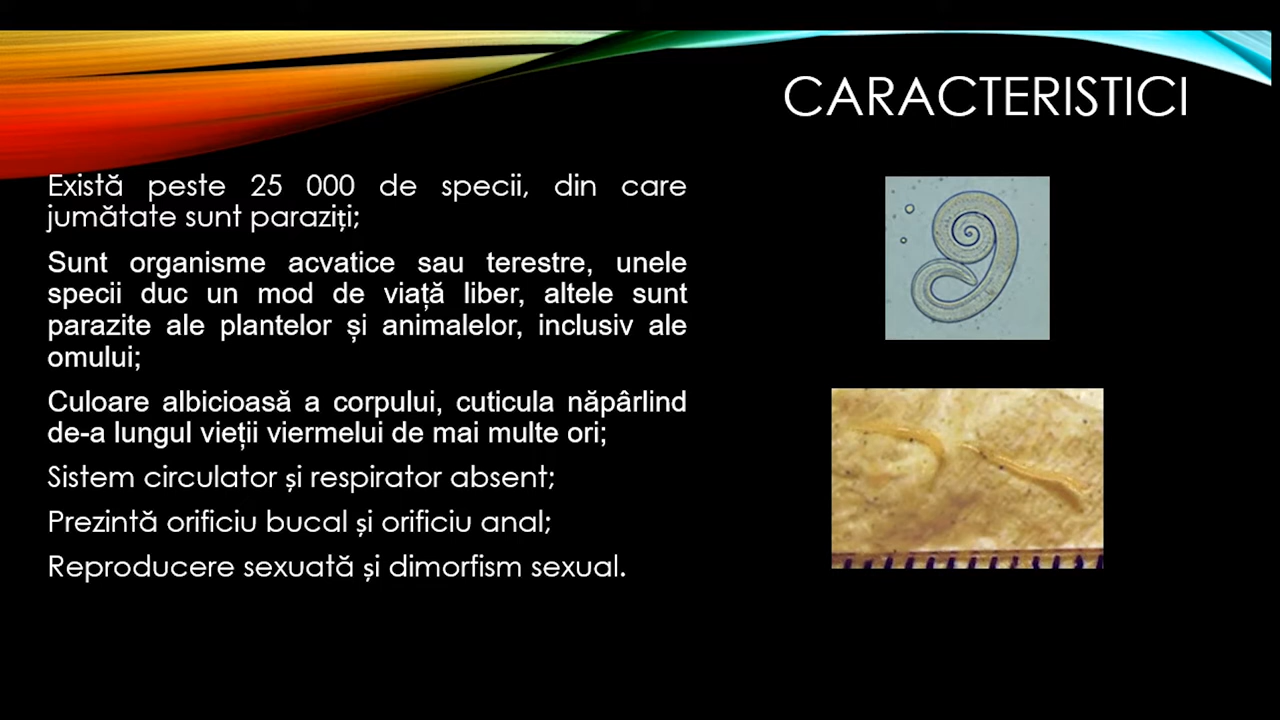 CARACTERISTICI
Există peste 25 000 de specii, din care
jumătate sunt paraziți;
Sunt organisme acvatice sau terestre, unele
specii duc un mod de viață liber, altele sunt
parazite ale plantelor și animalelor, inclusiv ale
omului;
Culoare albicioasă a corpului, cuticula năpârlind
de-a lungul vieții viermelui de mai multe ori;
Sistem circulator și respirator absent;
Prezintă orificiu bucal și orificiu anal;
Reproducere sexuată și dimorfism sexual.